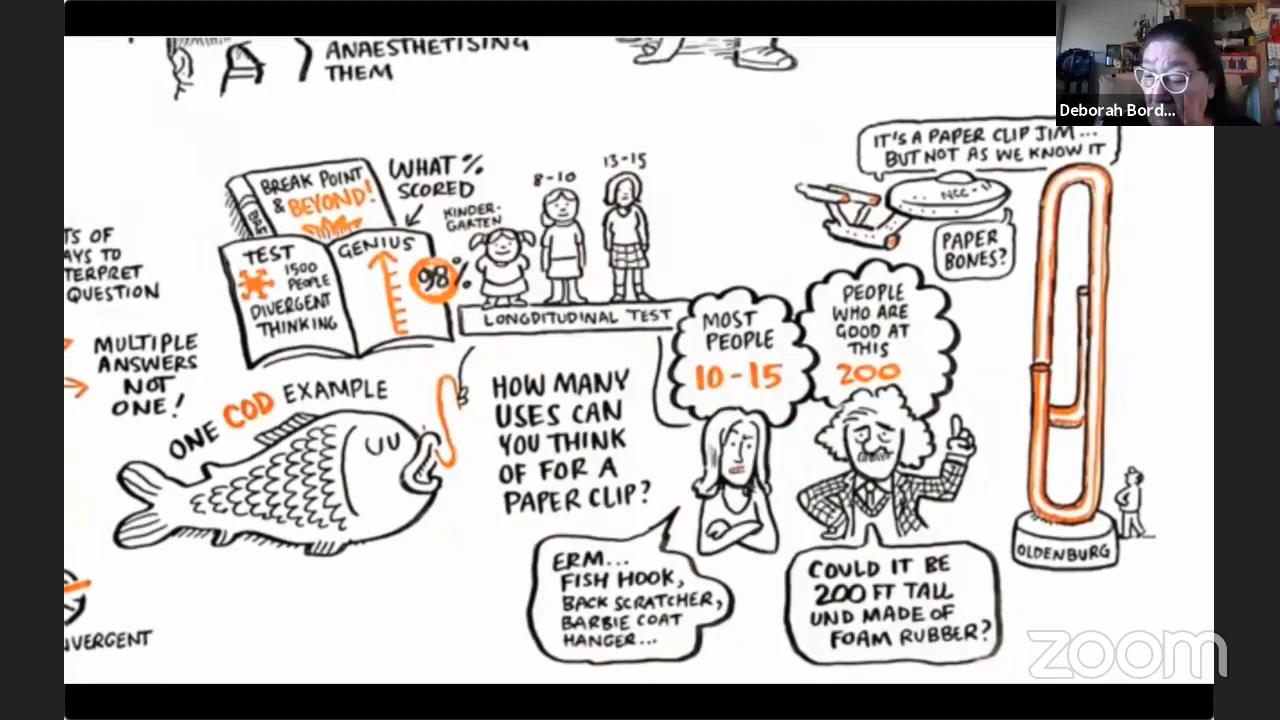 ANAESTHETISING
THEM
Deborah Bord...
IT'S A PAPER CLIP JIM...
BUT NOT AS WE KNOW IT
NCC-U
PAPER
BONES?
BREAK POINT
& BEYOND!
WHAT %
SCORED
TEST
1500
PEOPLE
DIVERGENT
THINKING
GENIUS
98%
KINDER-
GARTEN
8-10
13-15
LONGDITUDINAL TEST
TS OF
AYS TO
TERPRET
QUESTION
MULTIPLE
ANSWERS
NOT
ONE!
ONE COD EXAMPLE
HOW MANY
USES CAN
YOU THINK
OF FOR A
PAPER CLIP?
MOST
PEOPLE
10-15
PEOPLE
WHO ARE
GOOD AT
THIS
200
ERM...
FISH HOOK,
BACK SCRATCHER,
BARBIE COAT
HANGER...
COULD IT BE
200 FT TALL
UND MADE OF
FOAM RUBBER?
OLDENBURG
VERGENT
zoom